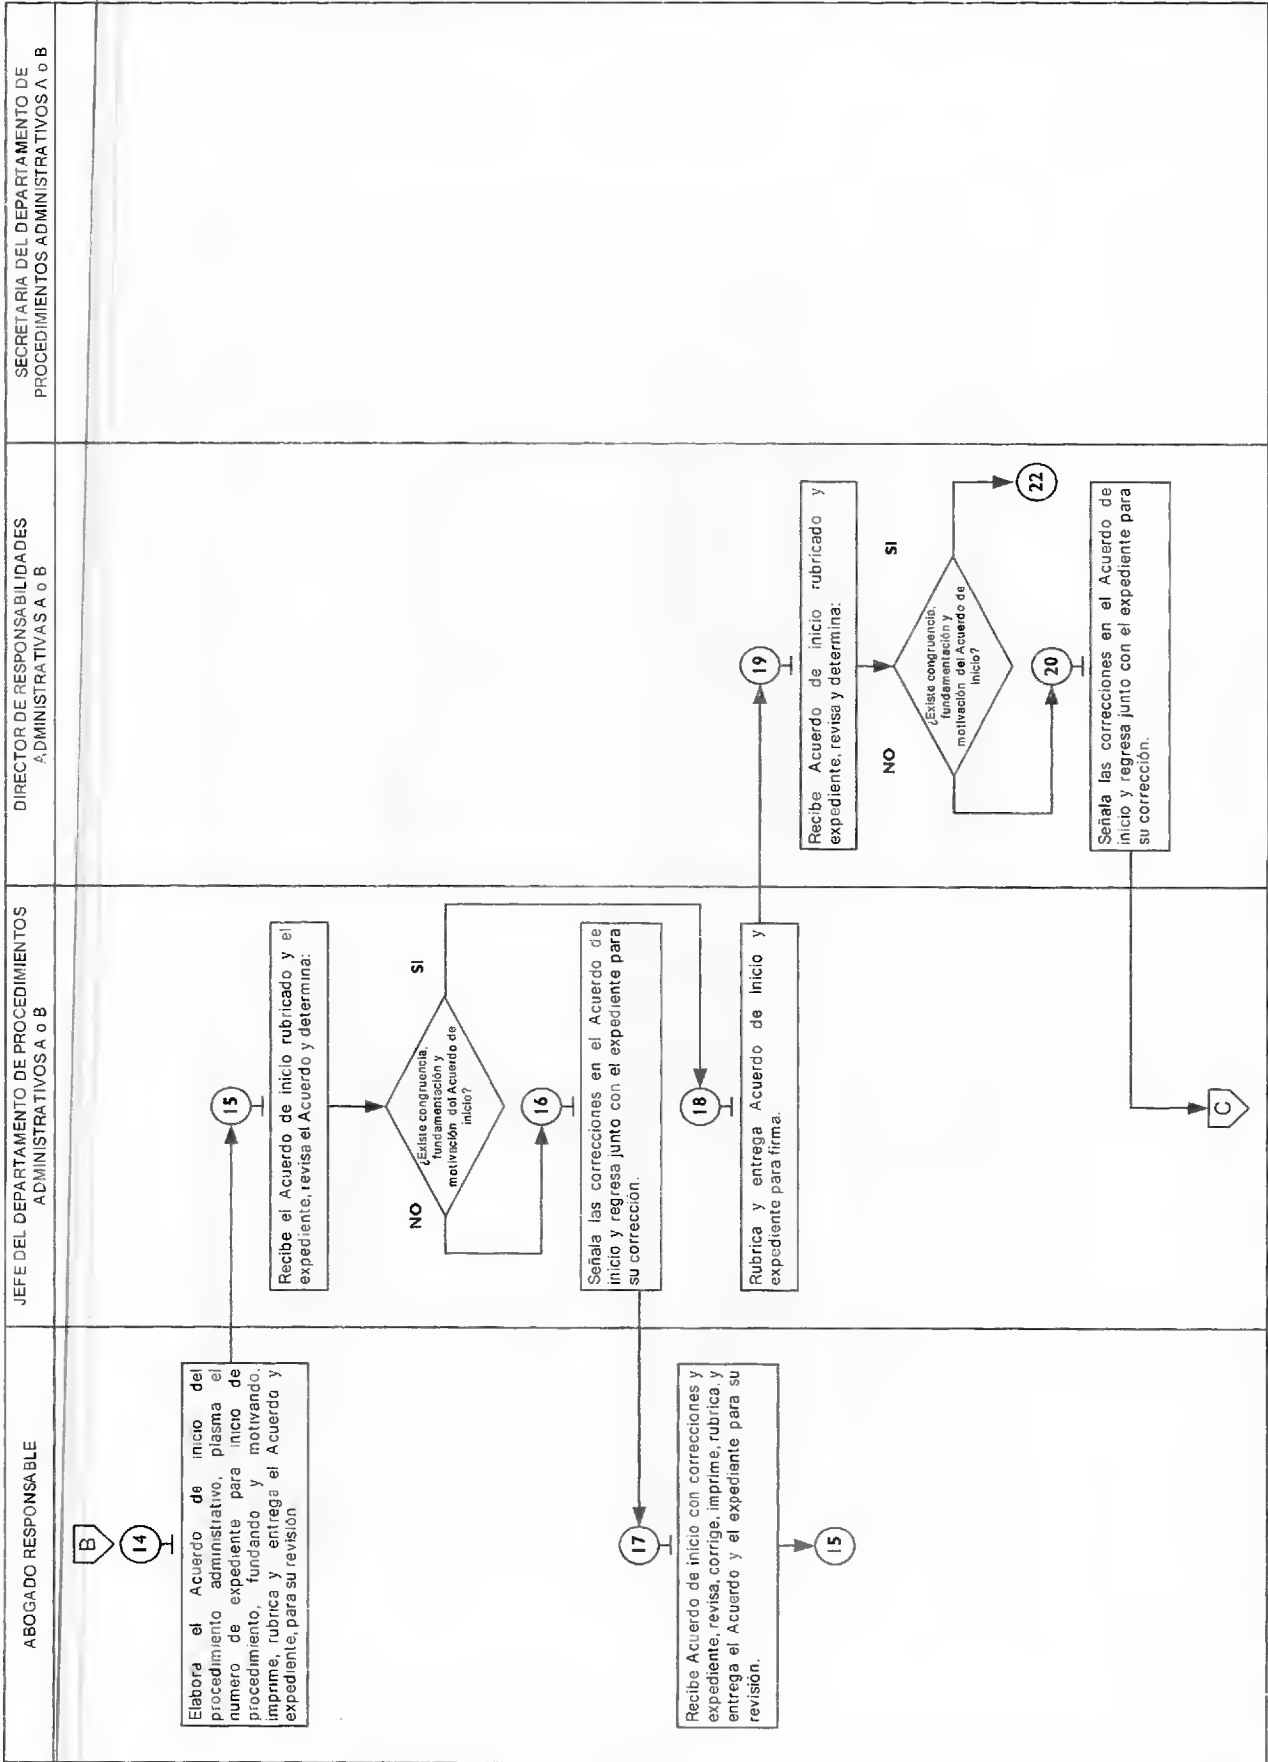 ABOGADO RESPONSABLE
JEFE DEL DEPARTAMENTO DE PROCEDIMIENTOS
ADMINISTRATIVOS A o B
DIRECTOR DE RESPONSABILIDADES
ADMINISTRATIVAS A o B
SECRETARIA DEL DEPARTAMENTO DE
PROCEDIMIENTOS ADMINISTRATIVOS A o B
B
14
Elabora el Acuerdo de inicio del
procedimiento administrativo, plasma el
numero de expediente para inicio de
procedimiento, fundando y motivando,
imprime, rubrica y entrega el Acuerdo y
expediente, para su revisión
15
Recibe el Acuerdo de inicio rubricado y el
expediente, revisa el Acuerdo y determina:
¿Existe congruencia,
fundamentación y
motivación del Acuerdo de
inicio?
NO
SI
16
Señala las correcciones en el Acuerdo de
inicio y regresa junto con el expediente para
su corrección.
17
Recibe Acuerdo de inicio con correcciones y
expediente, revisa, corrige, imprime, rubrica, y
entrega el Acuerdo y el expediente para su
revisión.
15
18
Rubrica y entrega Acuerdo de Inicio y
expediente para firma.
19
Recibe Acuerdo de inicio rubricado y
expediente, revisa y determina:
¿Existe congruencia,
fundamentación y
motivación del Acuerdo de
inicio?
NO
SI
22
20
Señala las correcciones en el Acuerdo de
inicio y regresa junto con el expediente para
su corrección.
C